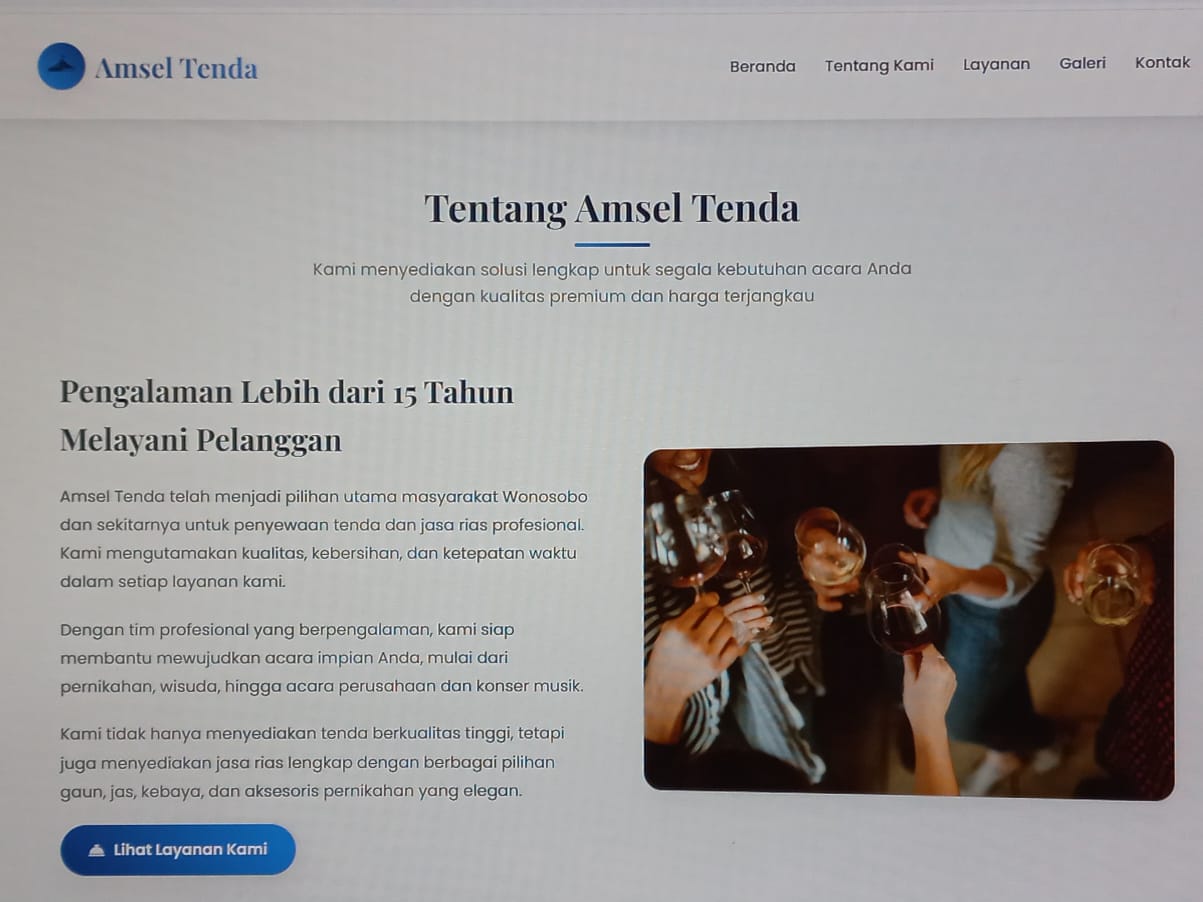 Amsel Tenda
Beranda Tentang Kami Layanan Galeri Kontak
Tentang Amsel Tenda
Kami menyediakan solusi lengkap untuk segala kebutuhan acara Anda
dengan kualitas premium dan harga terjangkau
Pengalaman Lebih dari 15 Tahun
Melayani Pelanggan
Amsel Tenda telah menjadi pilihan utama masyarakat Wonosobo
dan sekitarnya untuk penyewaan tenda dan jasa rias profesional.
Kami mengutamakan kualitas, kebersihan, dan ketepatan waktu
dalam setiap layanan kami.
Dengan tim profesional yang berpengalaman, kami siap
membantu mewujudkan acara impian Anda, mulai dari
pernikahan, wisuda, hingga acara perusahaan dan konser musik.
Kami tidak hanya menyediakan tenda berkualitas tinggi, tetapi
juga menyediakan jasa rias lengkap dengan berbagai pilihan
gaun, jas, kebaya, dan aksesoris pernikahan yang elegan.
Lihat Layanan Kami